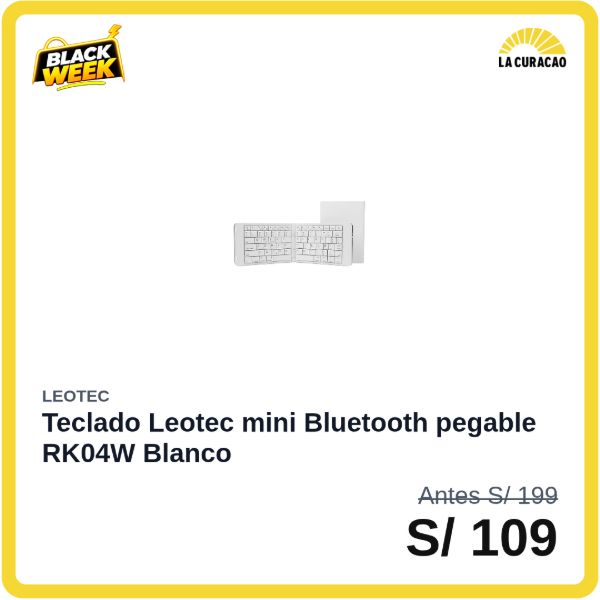 BLACK
WEEK
LA CURACAO
LEOTEC
Teclado Leotec mini Bluetooth pegable
RK04W Blanco
Antes S/ 199
S/ 109